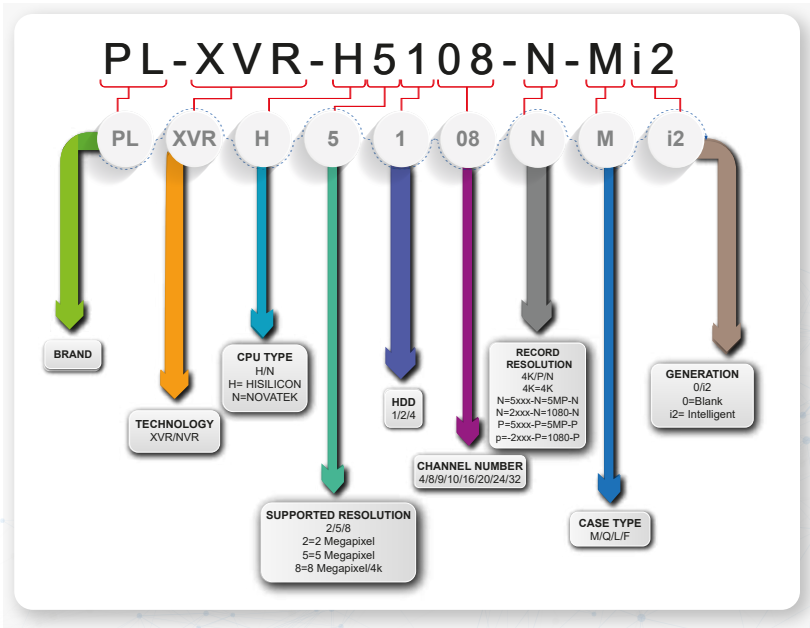 PL-XVR-H5108-N-Mi2
PL XVR H 5 1 08 N M i2
BRAND
TECHNOLOGY
XVR/NVR
CPU TYPE
H/N
H= HISILICON
N=NOVATEK
SUPPORTED RESOLUTION
2/5/8
2=2 Megapixel
5=5 Megapixel
8=8 Megapixel/4k
HDD
1/2/4
CHANNEL NUMBER
4/8/9/10/16/20/24/32
RECORD
RESOLUTION
4K/P/N
4K=4K
N=5xxx-N=5MP-N
N=2xxx-N=1080-N
P=5xxx-P=5MP-P
p=-2xxx-P=1080-P
CASE TYPE
M/Q/L/F
GENERATION
0/i2
0=Blank
i2= Intelligent